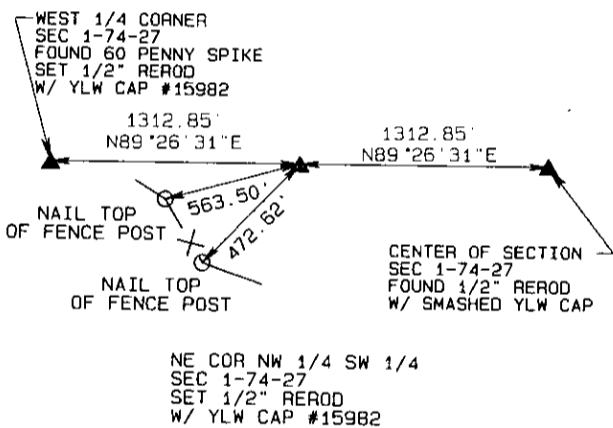 WEST 1/4 CORNER
SEC 1-74-27
FOUND 60 PENNY SPIKE
SET 1/2" REROD
W/ YLW CAP #15982
1312.85'
N89°26'31"E
1312.85'
N89°26'31"E
563.50'
472.62'
NAIL TOP
OF FENCE POST
NAIL TOP
OF FENCE POST
CENTER OF SECTION
SEC 1-74-27
FOUND 1/2" REROD
W/ SMASHED YLW CAP
NE COR NW 1/4 SW 1/4
SEC 1-74-27
SET 1/2" REROD
W/ YLW CAP #15982